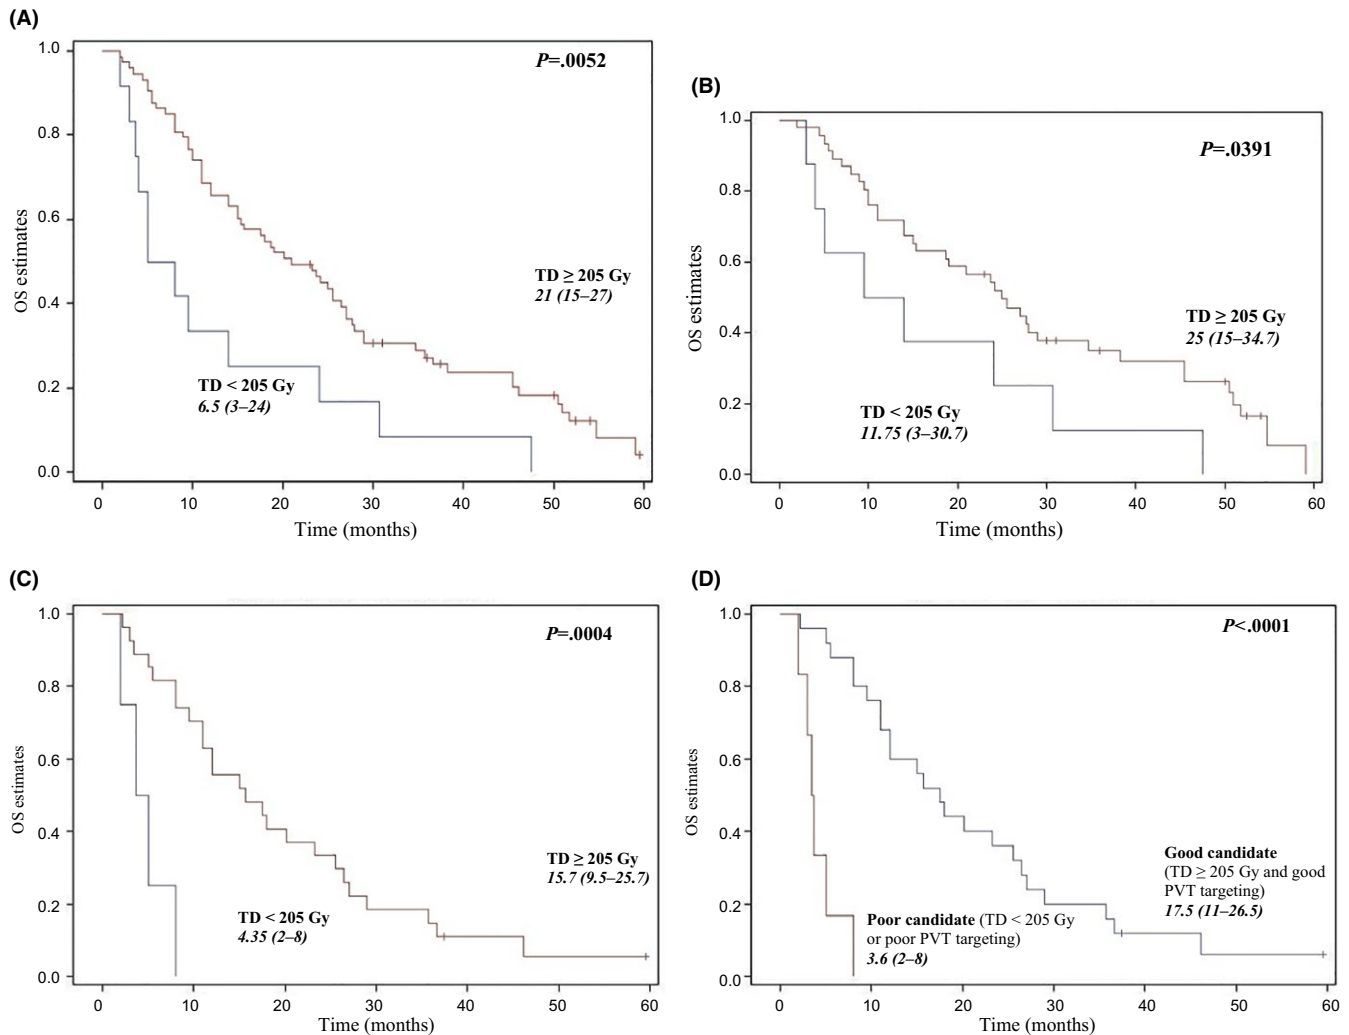 (A)
P=.0052
1.0
0.8
0.6
0.4
0.2
0.0
OS estimates
TD ≥ 205 Gy
21 (15–27)
TD < 205 Gy
6.5 (3–24)
0 10 20 30 40 50 60
Time (months)
(B)
P=.0391
1.0
0.8
0.6
0.4
0.2
0.0
OS estimates
TD ≥ 205 Gy
25 (15–34.7)
TD < 205 Gy
11.75 (3–30.7)
0 10 20 30 40 50 60
Time (months)
(C)
P=.0004
1.0
0.8
0.6
0.4
0.2
0.0
OS estimates
TD ≥ 205 Gy
15.7 (9.5–25.7)
TD < 205 Gy
4.35 (2–8)
0 10 20 30 40 50 60
Time (months)
(D)
P<.0001
1.0
0.8
0.6
0.4
0.2
0.0
OS estimates
Good candidate
(TD ≥ 205 Gy and good
PVT targeting)
17.5 (11–26.5)
Poor candidate (TD < 205 Gy
or poor PVT targeting)
3.6 (2–8)
0 10 20 30 40 50 60
Time (months)